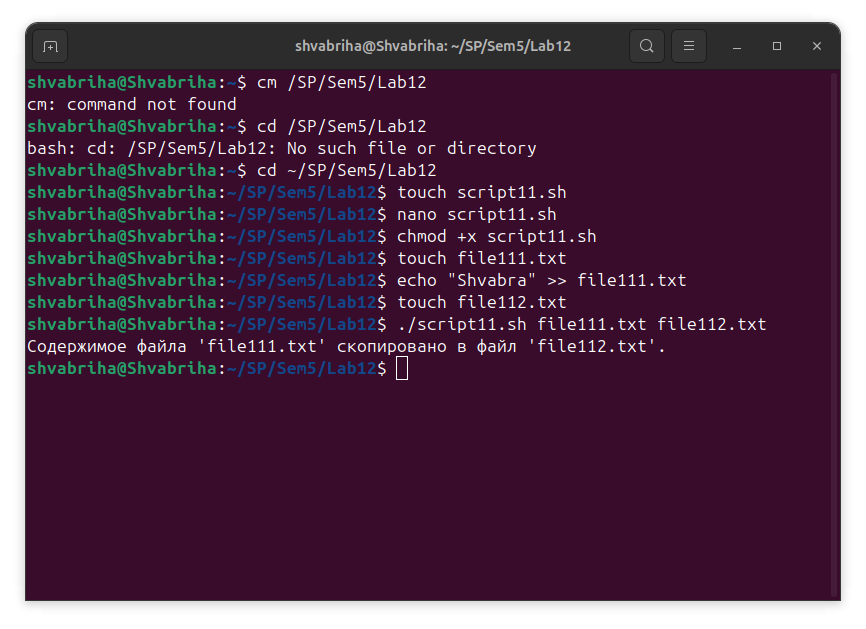 shvabriha@Shvabriha: ~/SP/Sem5/Lab12
shvabriha@Shvabriha:~$ cm /SP/Sem5/Lab12
cm: command not found
shvabriha@Shvabriha:~$ cd /SP/Sem5/Lab12
bash: cd: /SP/Sem5/Lab12: No such file or directory
shvabriha@Shvabriha:~$ cd ~/SP/Sem5/Lab12
shvabriha@Shvabriha:~/SP/Sem5/Lab12$ touch script11.sh
shvabriha@Shvabriha:~/SP/Sem5/Lab12$ nano script11.sh
shvabriha@Shvabriha:~/SP/Sem5/Lab12$ chmod +x script11.sh
shvabriha@Shvabriha:~/SP/Sem5/Lab12$ touch file111.txt
shvabriha@Shvabriha:~/SP/Sem5/Lab12$ echo "Shvabra" >> file111.txt
shvabriha@Shvabriha:~/SP/Sem5/Lab12$ touch file112.txt
shvabriha@Shvabriha:~/SP/Sem5/Lab12$ ./script11.sh file111.txt file112.txt
Содержимое файла 'file111.txt' скопировано в файл 'file112.txt'.
shvabriha@Shvabriha:~/SP/Sem5/Lab12$